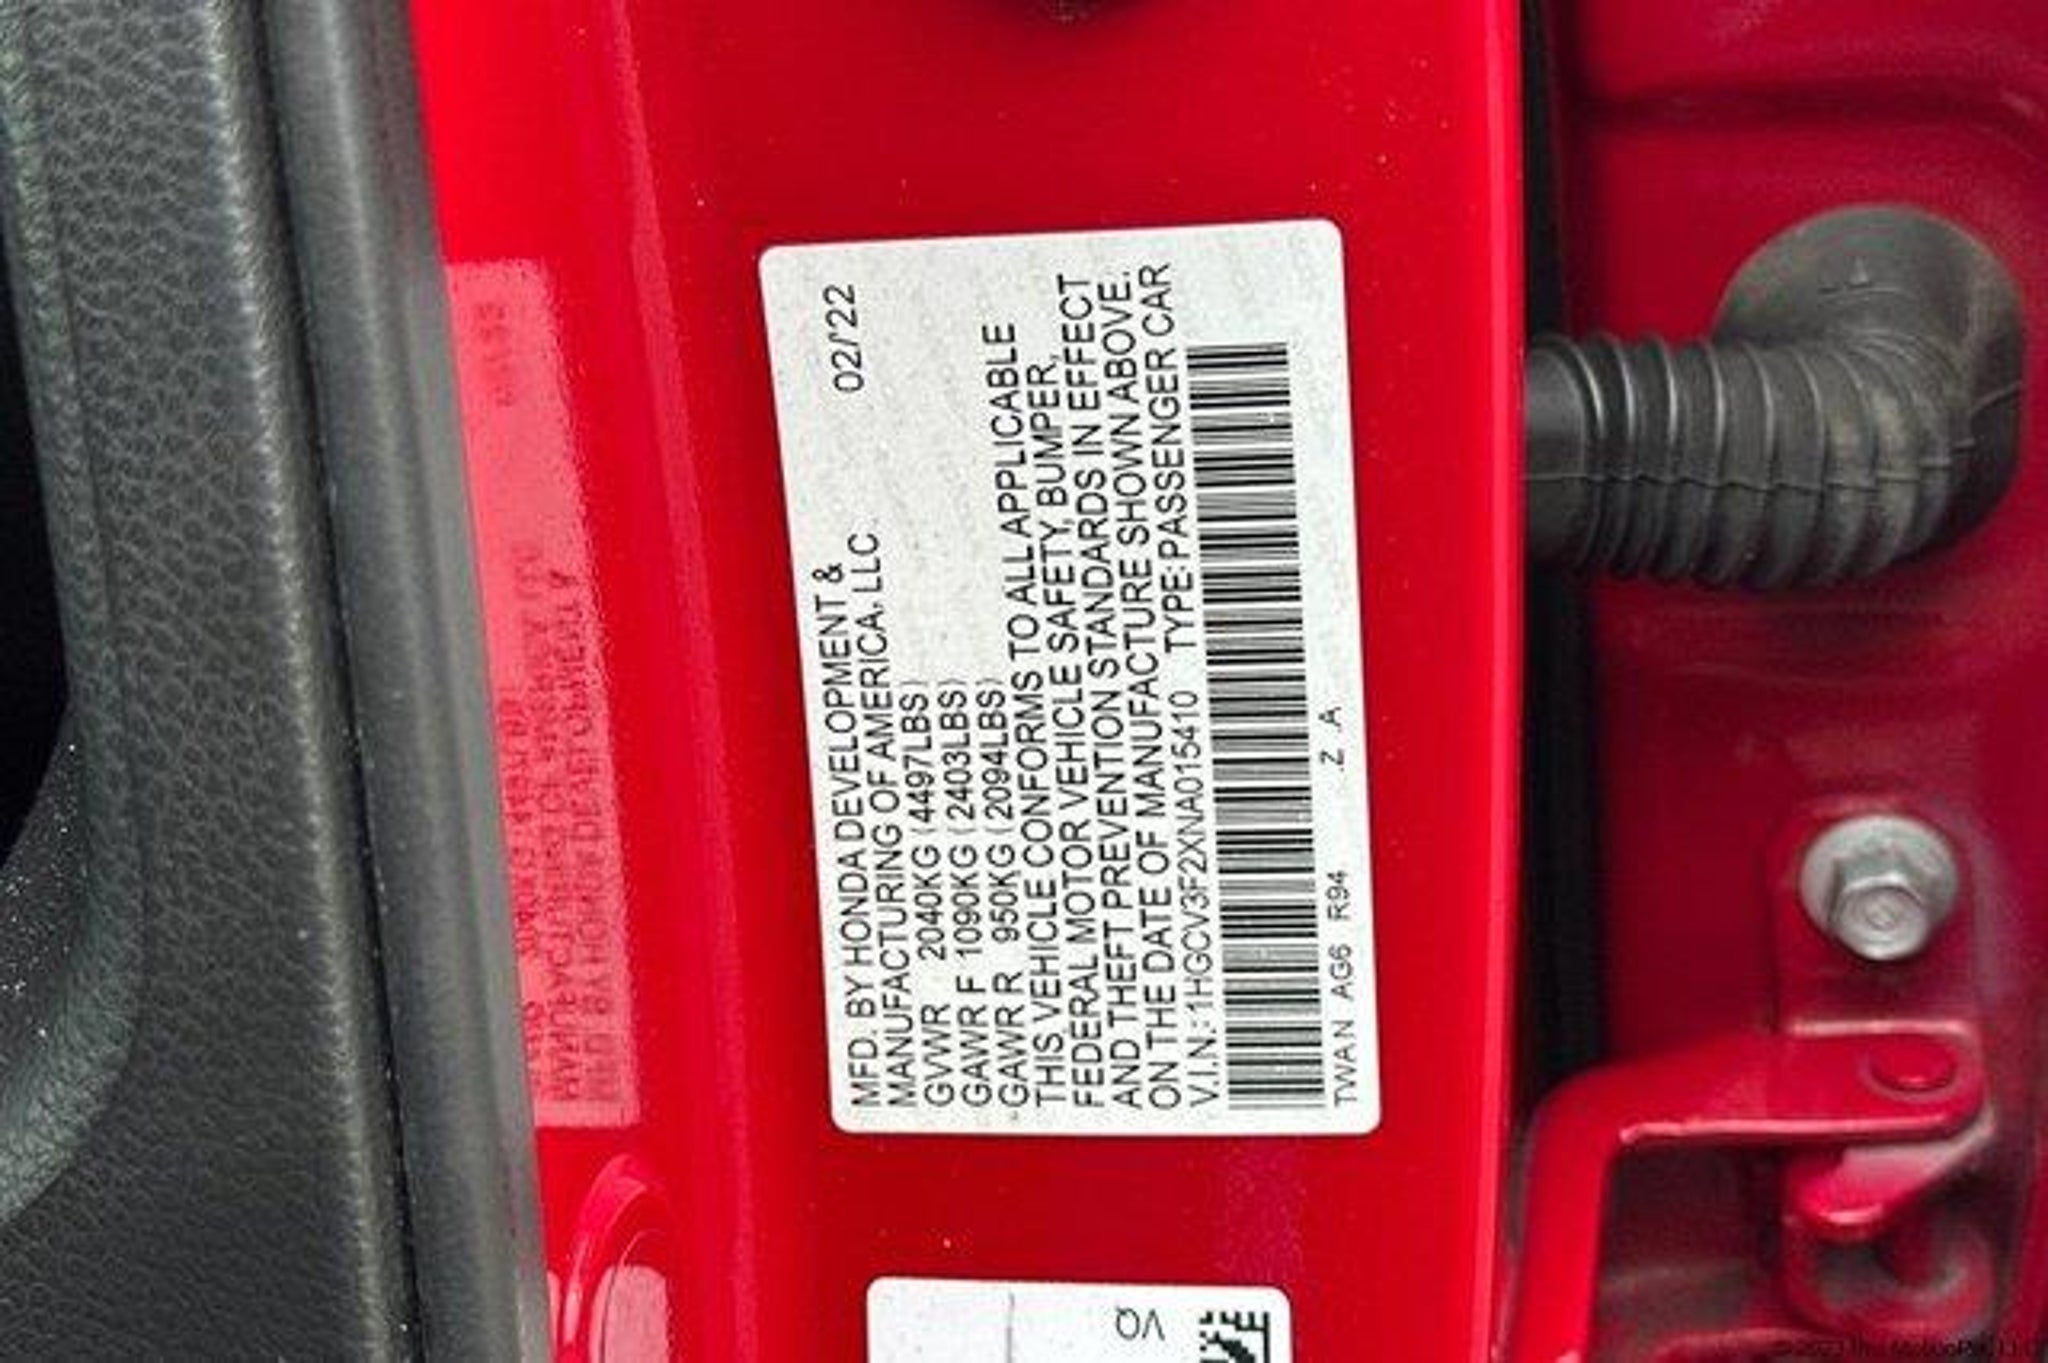 MFD. BY HONDA DEVELOPMENT & 02/'22
MANUFACTURING OF AMERICA, LLC.
GVWR 2040KG (4497LBS)
GAWR F 1090KG (2403LBS)
GAWR R 950KG (2094LBS)
THIS VEHICLE CONFORMS TO ALL APPLICABLE
FEDERAL MOTOR VEHICLE SAFETY, BUMPER,
AND THEFT PREVENTION STANDARDS IN EFFECT
ON THE DATE OF MANUFACTURE SHOWN ABOVE.
V.I.N.: 1HGCV3F2XNA015410 TYPE:PASSENGER CAR
TWAN AG6 R94 Z A
VQ